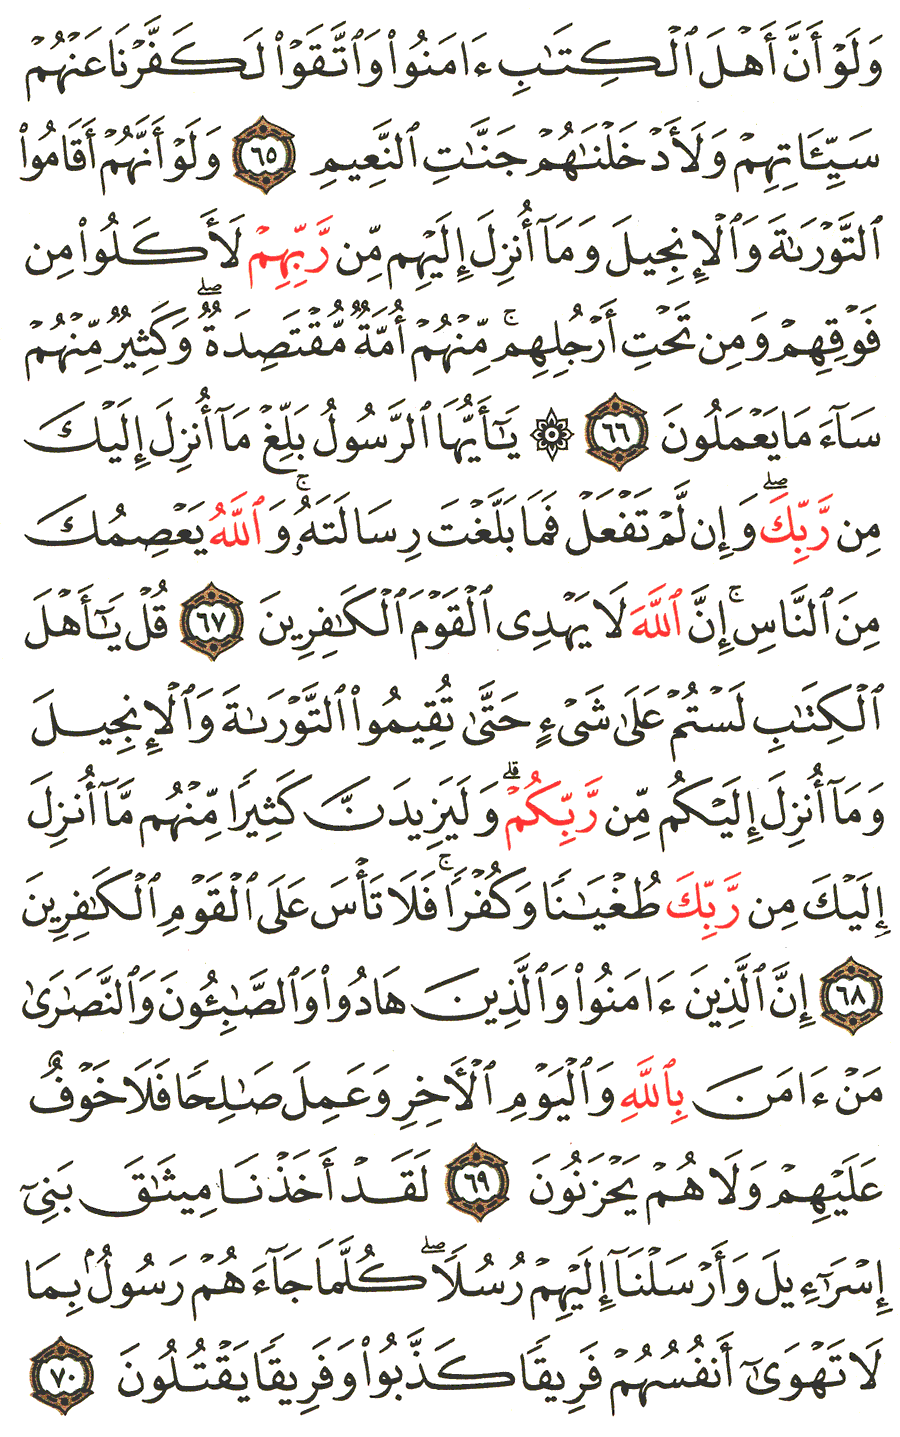 وَلَوْ أَنَّ أَهْلَ ٱلْكِتَٰبِ ءَامَنُوا۟ وَٱتَّقَوْا۟ لَكَفَّرْنَا عَنْهُمْ
سَيِّـَٔاتِهِمْ وَلَأَدْخَلْنَٰهُمْ جَنَّٰتِ ٱلنَّعِيمِ ٦٥ وَلَوْ أَنَّهُمْ أَقَامُوا۟
ٱلتَّوْرَىٰةَ وَٱلْإِنجِيلَ وَمَآ أُنزِلَ إِلَيْهِم مِّن رَّبِّهِمْ لَأَكَلُوا۟ مِن
فَوْقِهِمْ وَمِن تَحْتِ أَرْجُلِهِم ۚ مِّنْهُمْ أُمَّةٌ مُّقْتَصِدَةٌ ۖ وَكَثِيرٌ مِّنْهُمْ
سَآءَ مَا يَعْمَلُونَ ٦٦ ۞ يَٰٓأَيُّهَا ٱلرَّسُولُ بَلِّغْ مَآ أُنزِلَ إِلَيْكَ
مِن رَّبِّكَ ۖ وَإِن لَّمْ تَفْعَلْ فَمَا بَلَّغْتَ رِسَالَتَهُۥ ۚ وَٱللَّهُ يَعْصِمُكَ
مِنَ ٱلنَّاسِ ۗ إِنَّ ٱللَّهَ لَا يَهْدِى ٱلْقَوْمَ ٱلْكَٰفِرِينَ ٦٧ قُلْ يَٰٓأَهْلَ
ٱلْكِتَٰبِ لَسْتُمْ عَلَىٰ شَىْءٍ حَتَّىٰ تُقِيمُوا۟ ٱلتَّوْرَىٰةَ وَٱلْإِنجِيلَ
وَمَآ أُنزِلَ إِلَيْكُم مِّن رَّبِّكُمْ ۗ وَلَيَزِيدَنَّ كَثِيرًا مِّنْهُم مَّآ أُنزِلَ
إِلَيْكَ مِن رَّبِّكَ طُغْيَٰنًا وَكُفْرًا ۖ فَلَا تَأْسَ عَلَى ٱلْقَوْمِ ٱلْكَٰفِرِينَ
٦٨ إِنَّ ٱلَّذِينَ ءَامَنُوا۟ وَٱلَّذِينَ هَادُوا۟ وَٱلصَّٰبِـُٔونَ وَٱلنَّصَٰرَىٰ
مَنْ ءَامَنَ بِٱللَّهِ وَٱلْيَوْمِ ٱلْـَٔاخِرِ وَعَمِلَ صَٰلِحًا فَلَا خَوْفٌ
عَلَيْهِمْ وَلَا هُمْ يَحْزَنُونَ ٦٩ لَقَدْ أَخَذْنَا مِيثَٰقَ بَنِىٓ
إِسْرَٰٓءِيلَ وَأَرْسَلْنَآ إِلَيْهِمْ رُسُلًا ۖ كُلَّمَا جَآءَهُمْ رَسُولٌۢ بِمَا
لَا تَهْوَىٰٓ أَنفُسُهُمْ فَرِيقًا كَذَّبُوا۟ وَفَرِيقًا يَقْتُلُونَ ٧٠